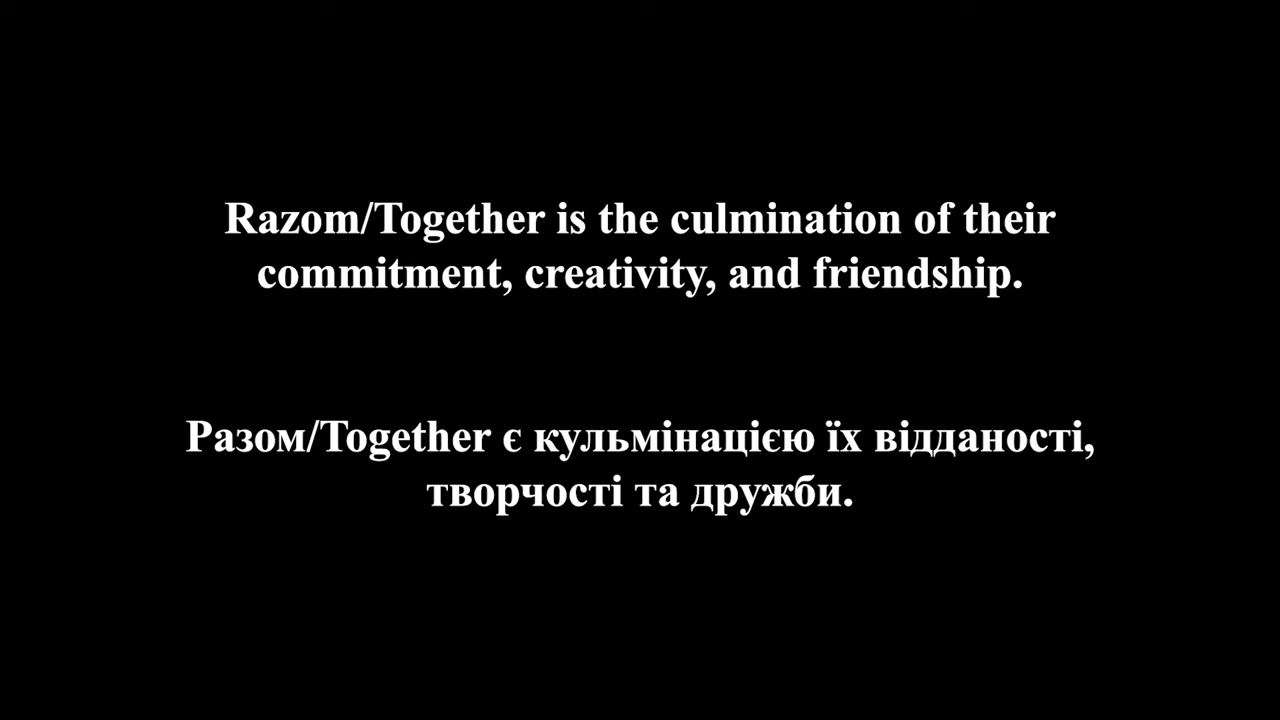 Razom/Together is the culmination of their
commitment, creativity, and friendship.
Разом/Together є кульмінацією їх відданості,
творчості та дружби.